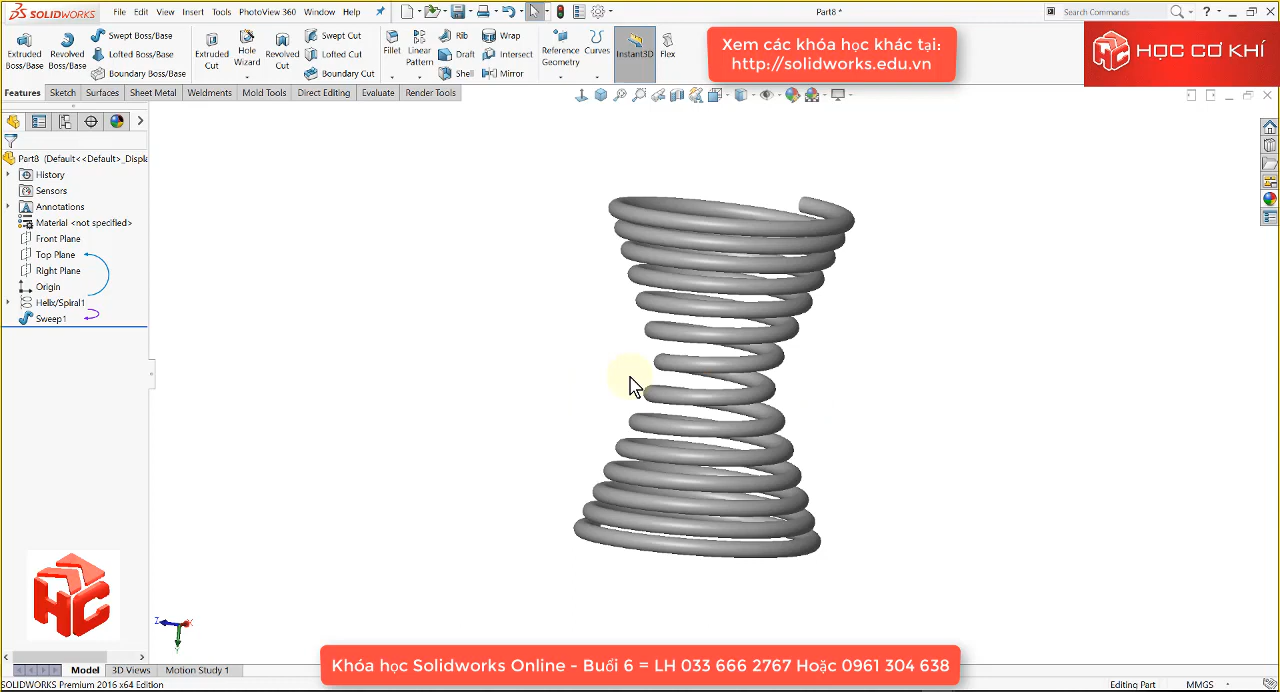 SOLIDWORKS
File Edit View Insert Tools PhotoView 360 Window Help
Part8 *
Search Commands
Extruded Boss/Base
Revolved Boss/Base
Swept Boss/Base
Lofted Boss/Base
Boundary Boss/Base
Extruded Cut
Hole Wizard
Revolved Cut
Swept Cut
Lofted Cut
Boundary Cut
Fillet
Linear Pattern
Rib
Draft
Shell
Wrap
Intersect
Mirror
Reference Geometry
Curves
Instant3D
Flex
Xem các khóa học khác tại:
http://solidworks.edu.vn
HỌC CƠ KHÍ
Features Sketch Surfaces Sheet Metal Weldments Mold Tools Direct Editing Evaluate Render Tools
Part8 (Default<<Default>_Displa
History
Sensors
Annotations
Material <not specified>
Front Plane
Top Plane
Right Plane
Origin
Helix/Spiral1
Sweep1
HC
Z X
Y
Khóa học Solidworks Online - Buổi 6 = LH 033 666 2767 Hoặc 0961 304 638
Model 3D Views Motion Study 1
SOLIDWORKS Premium 2016 x64 Edition
Editing Part MMGS